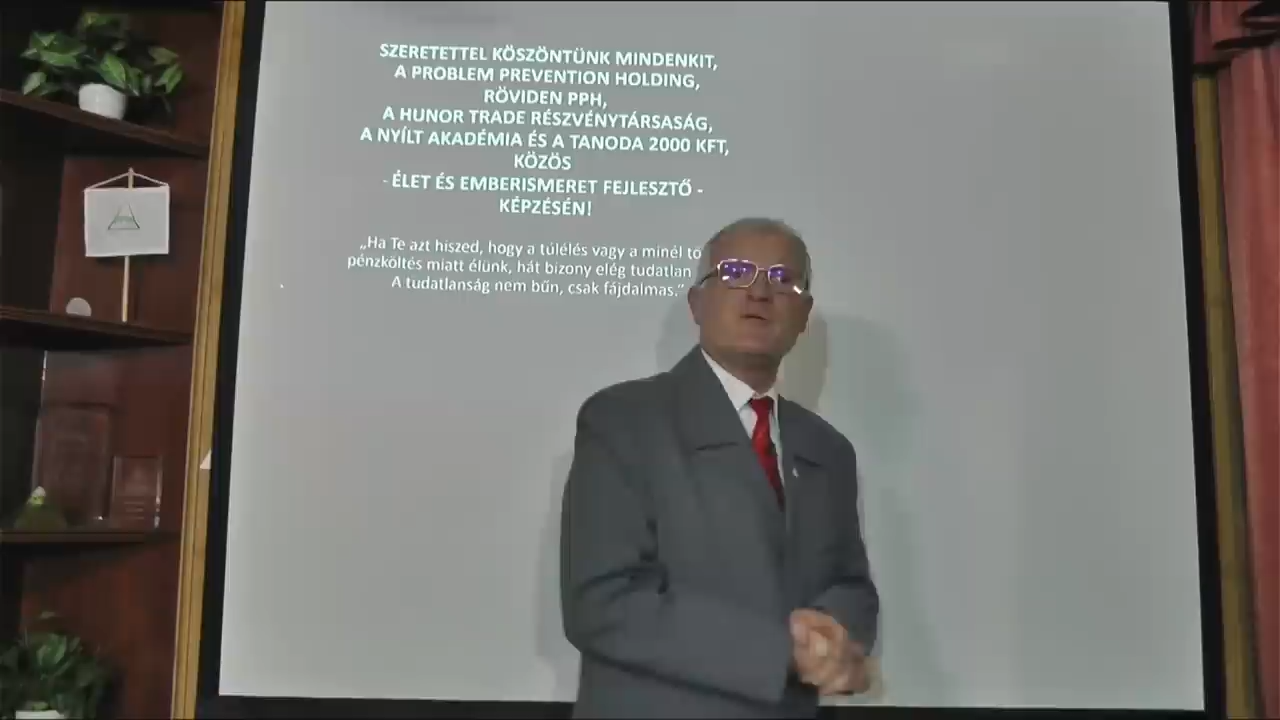 SZERETETTEL KÖSZÖNTÜNK MINDENKIT,
A PROBLEM PREVENTION HOLDING,
RÖVIDEN PPH,
A HUNOR TRADE RÉSZVÉNYTÁRSASÁG,
A NYÍLT AKADÉMIA ÉS A TANODA 2000 KFT,
KÖZÖS
- ÉLET ÉS EMBERISMERET FEJLESZTŐ -
KÉPZÉSÉN!
„Ha Te azt hiszed, hogy a túlélés vagy a minél
pénzköltés miatt élünk, hát bizony elég tudatlan
A tudatlanság nem bűn, csak fájdalmas.”